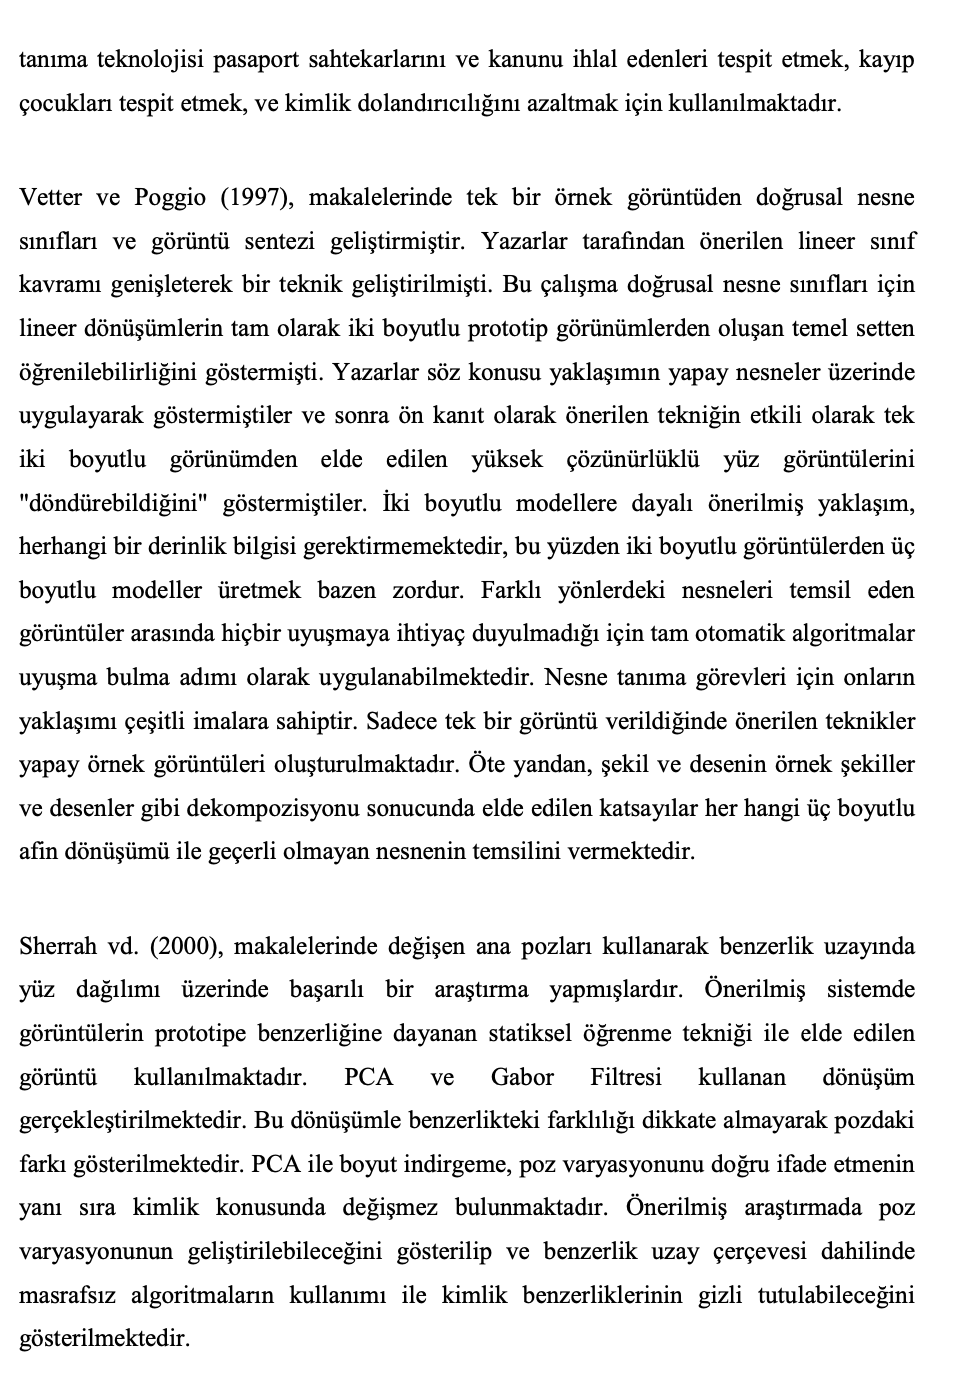 tanıma teknolojisi pasaport sahtekarlarını ve kanunu ihlal edenleri tespit etmek, kayıp
çocukları tespit etmek, ve kimlik dolandırıcılığını azaltmak için kullanılmaktadır.
Vetter ve Poggio (1997), makalelerinde tek bir örnek görüntüden doğrusal nesne
sınıfları ve görüntü sentezi geliştirmiştir. Yazarlar tarafından önerilen lineer sınıf
kavramı genişleterek bir teknik geliştirilmişti. Bu çalışma doğrusal nesne sınıfları için
lineer dönüşümlerin tam olarak iki boyutlu prototip görünümlerden oluşan temel setten
öğrenilebilirliğini göstermişti. Yazarlar söz konusu yaklaşımın yapay nesneler üzerinde
uygulayarak göstermiştiler ve sonra ön kanıt olarak önerilen tekniğin etkili olarak tek
iki boyutlu görünümden elde edilen yüksek çözünürlüklü yüz görüntülerini
"döndürebildiğini" göstermiştiler. İki boyutlu modellere dayalı önerilmiş yaklaşım,
herhangi bir derinlik bilgisi gerektirmemektedir, bu yüzden iki boyutlu görüntülerden üç
boyutlu modeller üretmek bazen zordur. Farklı yönlerdeki nesneleri temsil eden
görüntüler arasında hiçbir uyuşmaya ihtiyaç duyulmadığı için tam otomatik algoritmalar
uyuşma bulma adımı olarak uygulanabilmektedir. Nesne tanıma görevleri için onların
yaklaşımı çeşitli imalara sahiptir. Sadece tek bir görüntü verildiğinde önerilen teknikler
yapay örnek görüntüleri oluşturulmaktadır. Öte yandan, şekil ve desenin örnek şekiller
ve desenler gibi dekompozisyonu sonucunda elde edilen katsayılar her hangi üç boyutlu
afin dönüşümü ile geçerli olmayan nesnenin temsilini vermektedir.
Sherrah vd. (2000), makalelerinde değişen ana pozları kullanarak benzerlik uzayında
yüz dağılımı üzerinde başarılı bir araştırma yapmışlardır. Önerilmiş sistemde
görüntülerin prototipe benzerliğine dayanan statiksel öğrenme tekniği ile elde edilen
görüntü kullanılmaktadır. PCA ve Gabor Filtresi kullanan dönüşüm
gerçekleştirilmektedir. Bu dönüşümle benzerlikteki farklılığı dikkate almayarak pozdaki
farkı gösterilmektedir. PCA ile boyut indirgeme, poz varyasyonunu doğru ifade etmenin
yanı sıra kimlik konusunda değişmez bulunmaktadır. Önerilmiş araştırmada poz
varyasyonunun geliştirilebileceğini gösterilip ve benzerlik uzay çerçevesi dahilinde
masrafsız algoritmaların kullanımı ile kimlik benzerliklerinin gizli tutulabileceğini
gösterilmektedir.